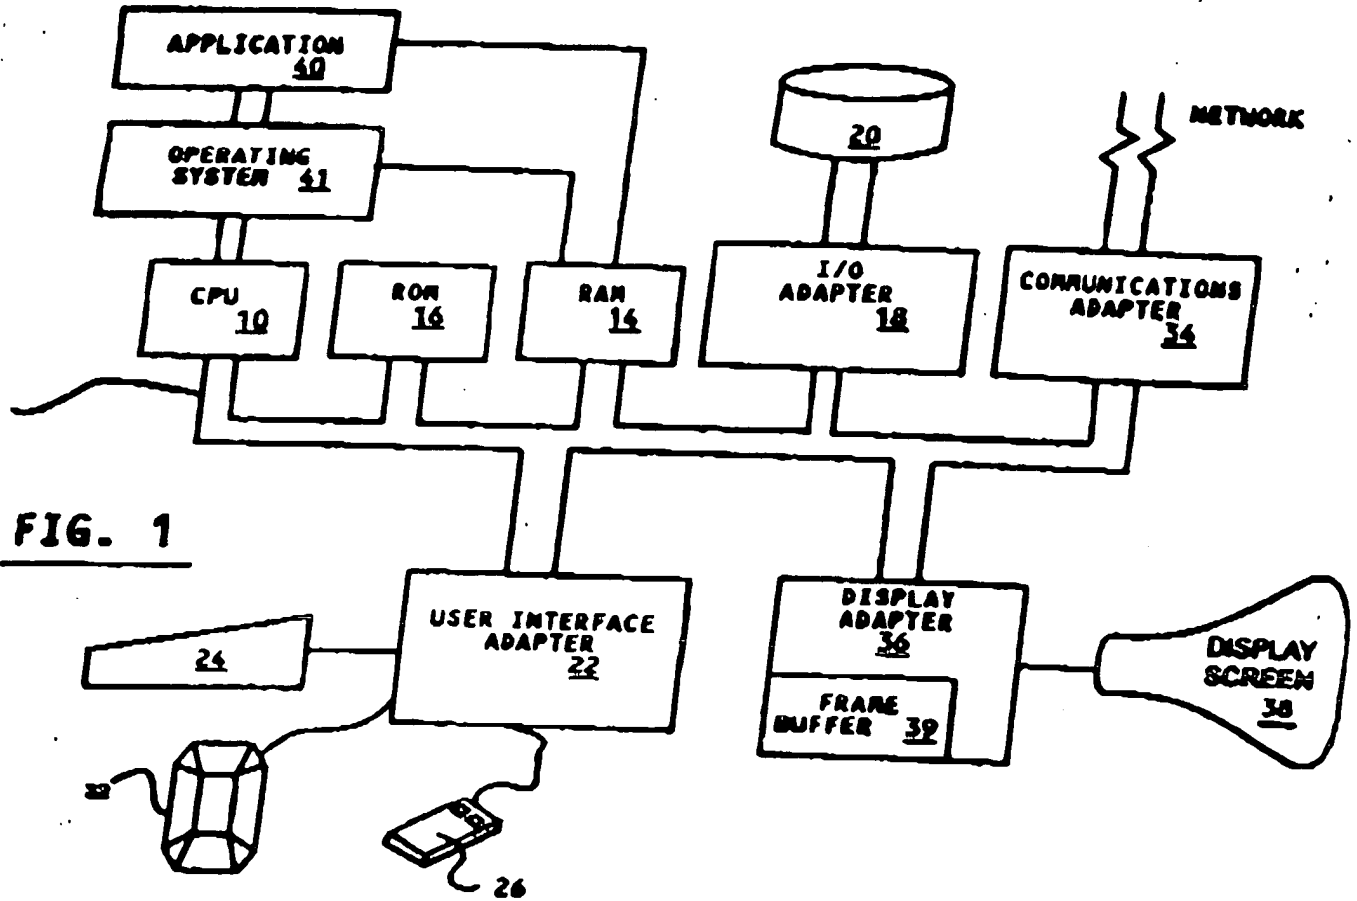 APPLICATION
40
OPERATING
SYSTEM 41
20
NETWORK
CPU
10
ROM
16
RAM
14
I/O
ADAPTER
18
COMMUNICATIONS
ADAPTER
34
FIG. 1
USER INTERFACE
ADAPTER
22
24
DISPLAY
ADAPTER
36
FRAME
BUFFER 39
DISPLAY
SCREEN
38
26